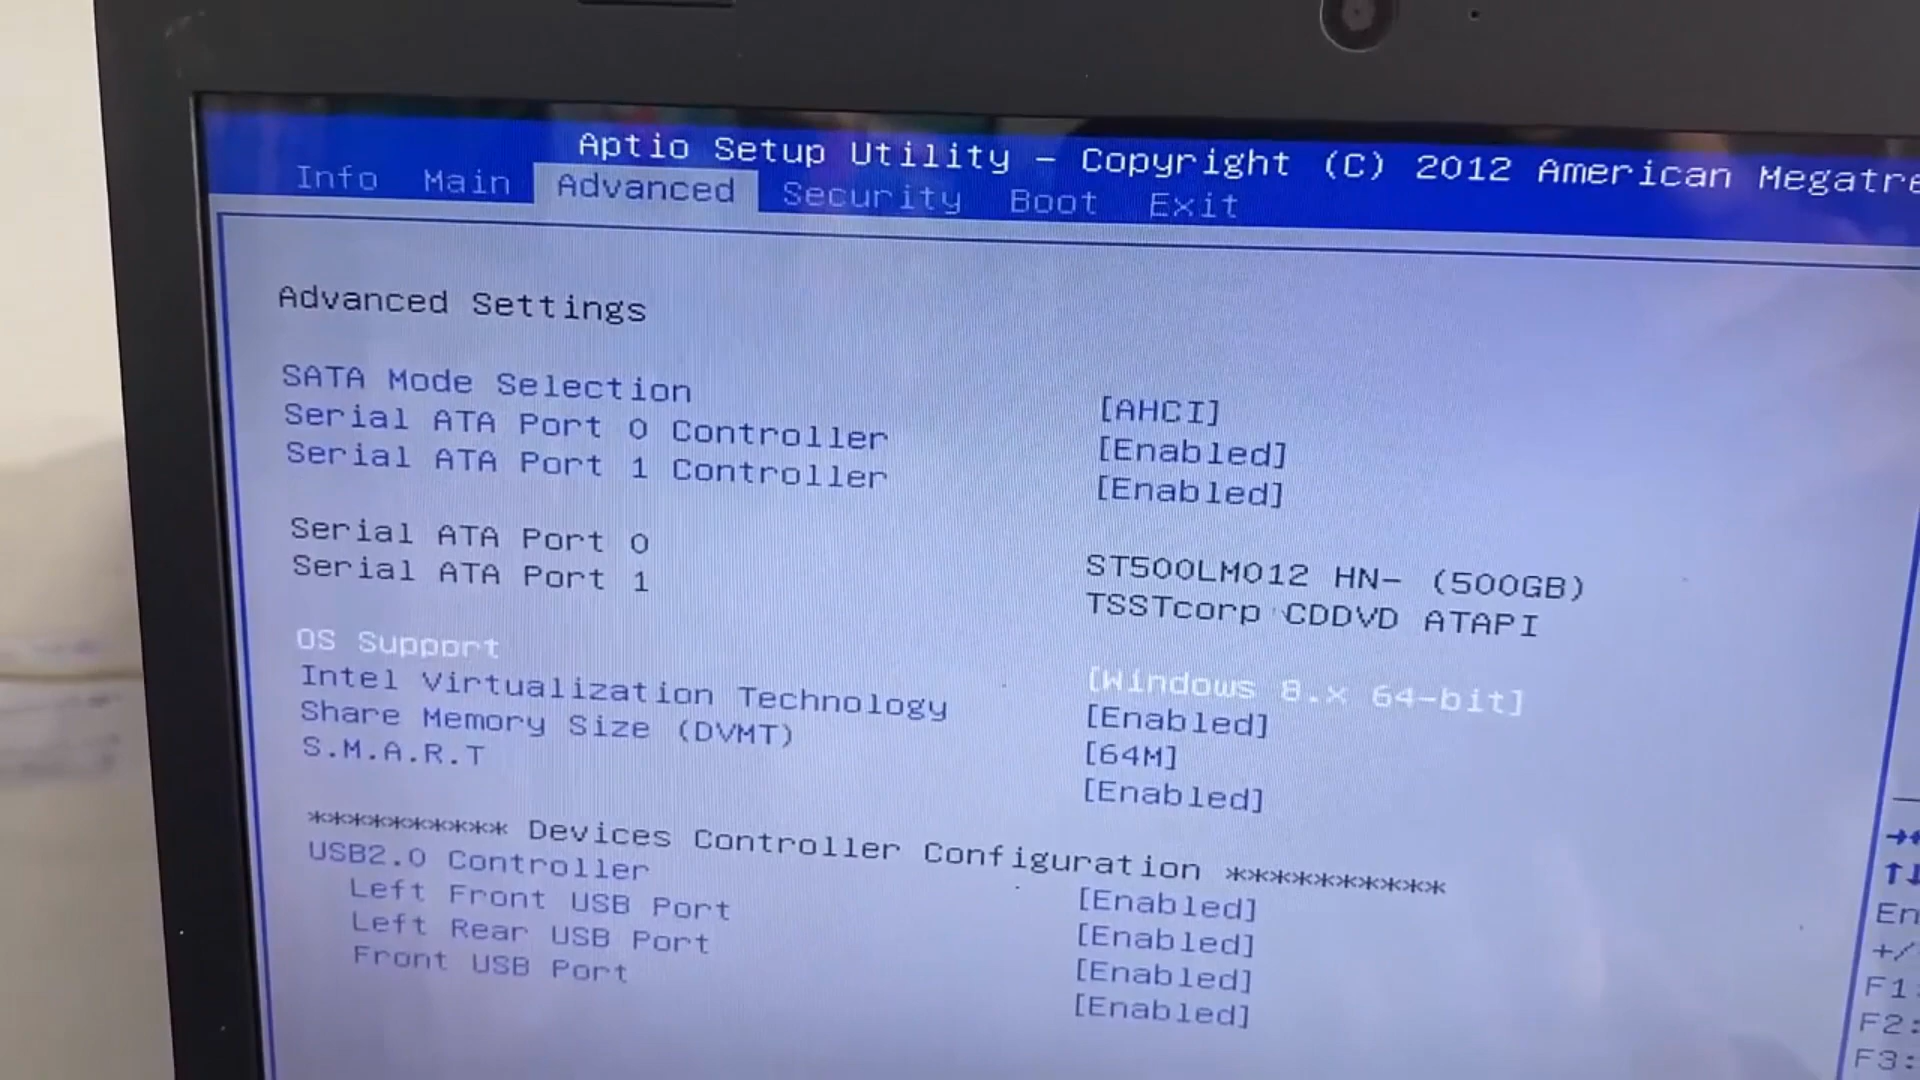 Aptio Setup Utility – Copyright (C) 2012 American
Info Main Advanced Security Boot Exit
Advanced Settings
SATA Mode Selection [AHCI]
Serial ATA Port 0 Controller [Enabled]
Serial ATA Port 1 Controller [Enabled]
Serial ATA Port 0 ST500LM012 HN- (500GB)
Serial ATA Port 1 TSSTcorp CDDVD ATAPI
OS Support [Windows 8.x 64-bit]
Intel Virtualization Technology [Enabled]
Share Memory Size (DVMT) [64M]
S.M.A.R.T [Enabled]
*********** Devices Controller Configuration ***********
USB2.0 Controller [Enabled]
Left Front USB Port [Enabled]
Left Rear USB Port [Enabled]
Front USB Port [Enabled]
+/
F1:
F2:
F3: